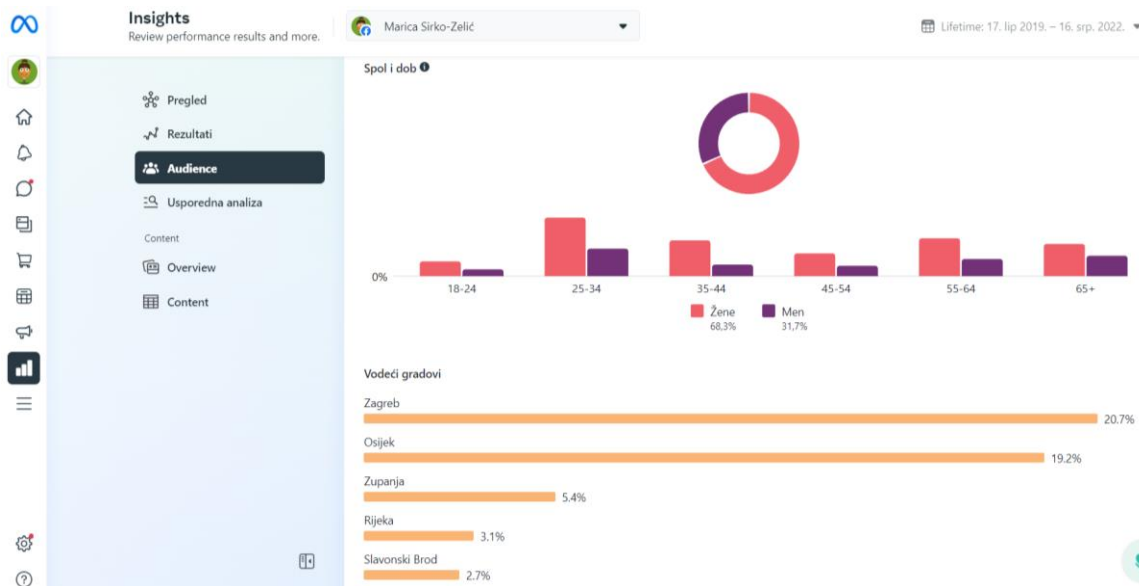 Insights
Review performance results and more.
Marica Sirko-Zelić
Lifetime: 17. lip 2019. – 16. srp. 2022.
Pregled
Rezultati
Audience
Usporedna analiza
Content
Overview
Content
Spol i dob
0%
18-24 25-34 35-44 45-54 55-64 65+
Žene Men
68,3% 31,7%
Vodeći gradovi
Zagreb
20.7%
Osijek
19.2%
Zupanja
5.4%
Rijeka
3.1%
Slavonski Brod
2.7%